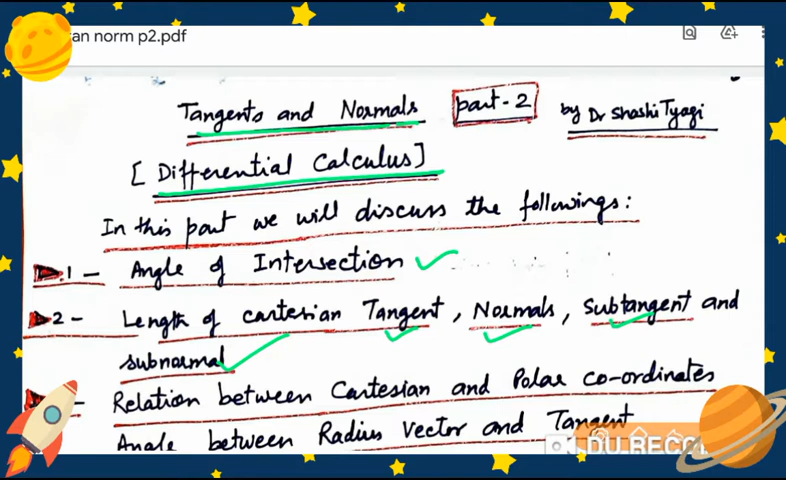 an norm p2.pdf
Tangents and Normals part-2 by Dr Shashi Tyagi
[Differential Calculus]
In this part we will discuss the followings:
1 - Angle of Intersection
2 - Length of cartesian Tangent, Normals, Subtangent and
subnormal
- Relation between Cartesian and Polar co-ordinates
Angle between Radius Vector and Tangent
DU RECO